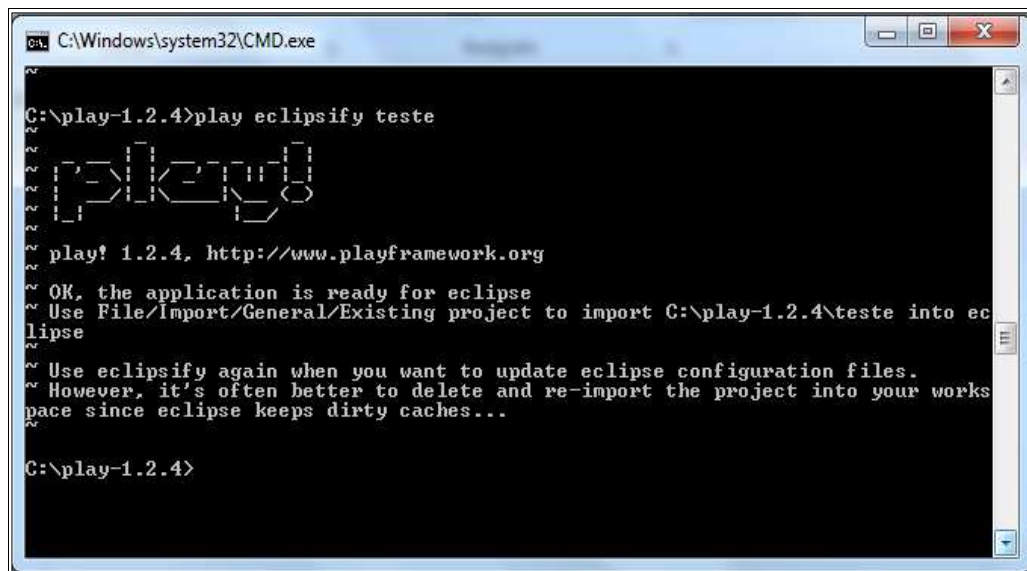 C:\Windows\system32\CMD.exe
~
C:\play-1.2.4>play eclipsify teste
~
~
~
~ play!
~
~
~
~ play! 1.2.4, http://www.playframework.org
~
~ OK, the application is ready for eclipse
~ Use File/Import/General/Existing project to import C:\play-1.2.4\teste into ec
lipse
~
~ Use eclipsify again when you want to update eclipse configuration files.
~ However, it's often better to delete and re-import the project into your works
pace since eclipse keeps dirty caches...
~
C:\play-1.2.4>